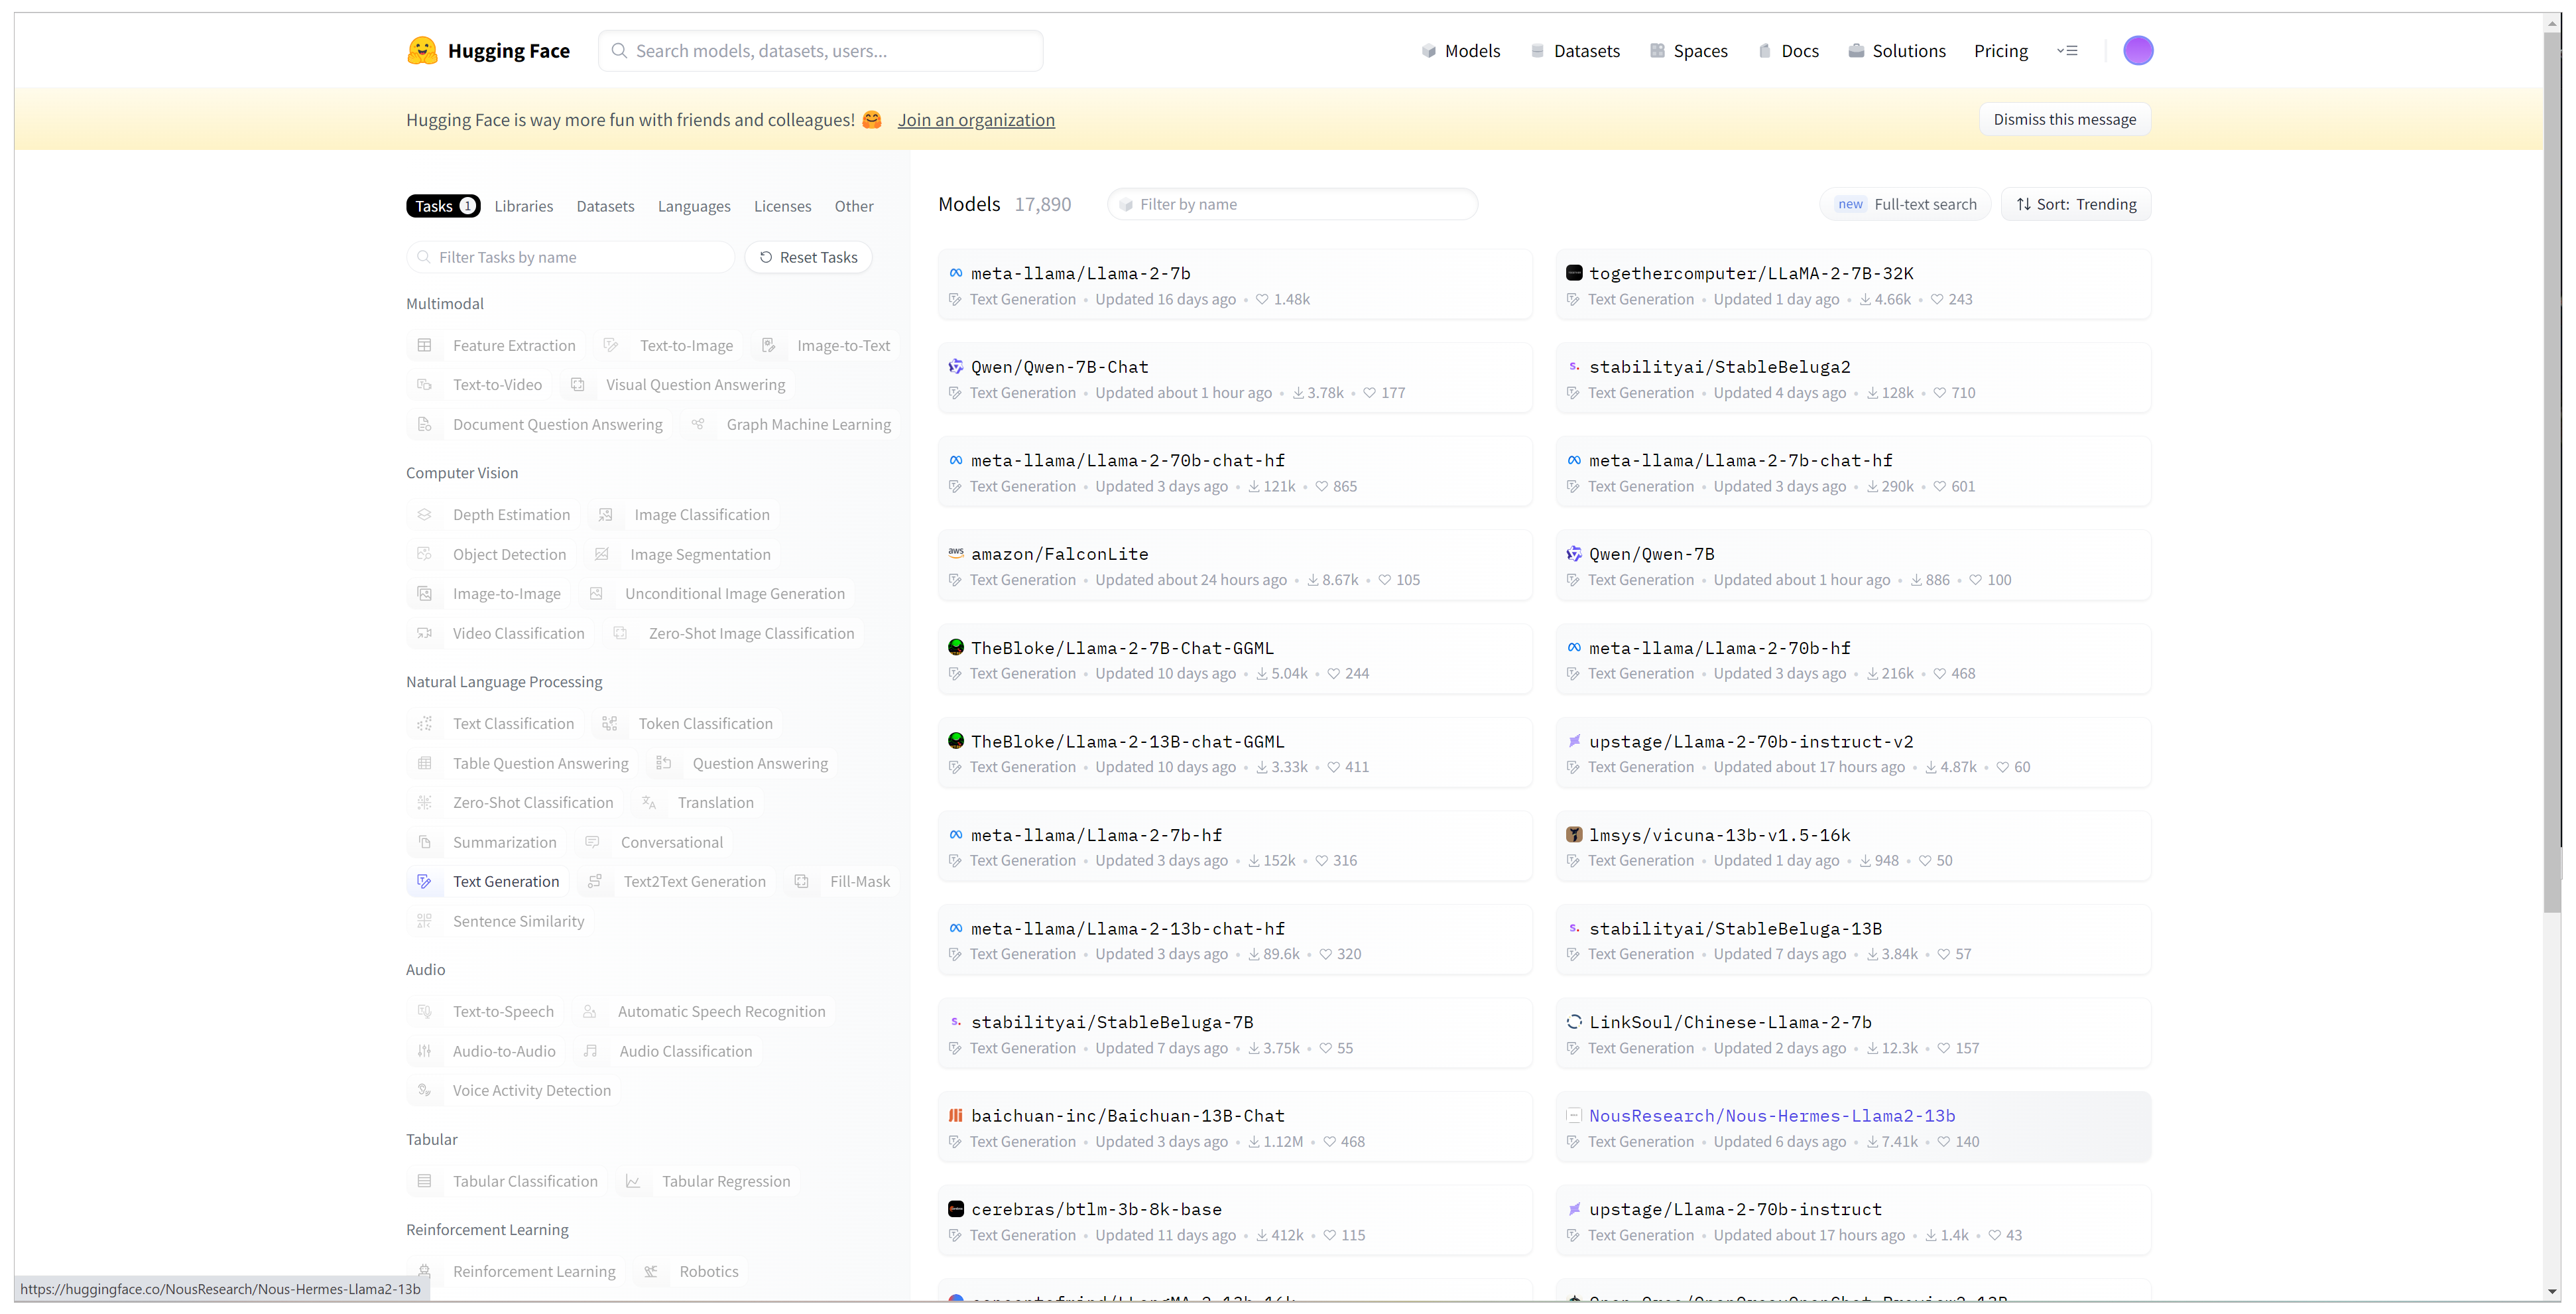 Hugging Face
Search models, datasets, users...
Models
Datasets
Spaces
Docs
Solutions
Pricing
Hugging Face is way more fun with friends and colleagues! 🤗 Join an organization
Dismiss this message
Tasks 1
Libraries
Datasets
Languages
Licenses
Other
Filter Tasks by name
Reset Tasks
Multimodal
Feature Extraction
Text-to-Image
Image-to-Text
Text-to-Video
Visual Question Answering
Document Question Answering
Graph Machine Learning
Computer Vision
Depth Estimation
Image Classification
Object Detection
Image Segmentation
Image-to-Image
Unconditional Image Generation
Video Classification
Zero-Shot Image Classification
Natural Language Processing
Text Classification
Token Classification
Table Question Answering
Question Answering
Zero-Shot Classification
Translation
Summarization
Conversational
Text Generation
Text2Text Generation
Fill-Mask
Sentence Similarity
Audio
Text-to-Speech
Automatic Speech Recognition
Audio-to-Audio
Audio Classification
Voice Activity Detection
Tabular
Tabular Classification
Tabular Regression
Reinforcement Learning
Reinforcement Learning
Robotics
https://huggingface.co/NousResearch/Nous-Hermes-Llama2-13b
Models 17,890
Filter by name
new Full-text search
Sort: Trending
meta-llama/Llama-2-7b
Text Generation • Updated 16 days ago • 1.48k
togethercomputer/LLaMA-2-7B-32K
Text Generation • Updated 1 day ago • 4.66k • 243
Qwen/Qwen-7B-Chat
Text Generation • Updated about 1 hour ago • 3.78k • 177
stabilityai/StableBeluga2
Text Generation • Updated 4 days ago • 128k • 710
meta-llama/Llama-2-70b-chat-hf
Text Generation • Updated 3 days ago • 121k • 865
meta-llama/Llama-2-7b-chat-hf
Text Generation • Updated 3 days ago • 290k • 601
aws
amazon/FalconLite
Text Generation • Updated about 24 hours ago • 8.67k • 105
Qwen/Qwen-7B
Text Generation • Updated about 1 hour ago • 886 • 100
TheBloke/Llama-2-7B-Chat-GGML
Text Generation • Updated 10 days ago • 5.04k • 244
meta-llama/Llama-2-70b-hf
Text Generation • Updated 3 days ago • 216k • 468
TheBloke/Llama-2-13B-chat-GGML
Text Generation • Updated 10 days ago • 3.33k • 411
upstage/Llama-2-70b-instruct-v2
Text Generation • Updated about 17 hours ago • 4.87k • 60
meta-llama/Llama-2-7b-hf
Text Generation • Updated 3 days ago • 152k • 316
lmsys/vicuna-13b-v1.5-16k
Text Generation • Updated 1 day ago • 948 • 50
meta-llama/Llama-2-13b-chat-hf
Text Generation • Updated 3 days ago • 89.6k • 320
stabilityai/StableBeluga-13B
Text Generation • Updated 7 days ago • 3.84k • 57
stabilityai/StableBeluga-7B
Text Generation • Updated 7 days ago • 3.75k • 55
LinkSoul/Chinese-Llama-2-7b
Text Generation • Updated 2 days ago • 12.3k • 157
baichuan-inc/Baichuan-13B-Chat
Text Generation • Updated 3 days ago • 1.12M • 468
NousResearch/Nous-Hermes-Llama2-13b
Text Generation • Updated 6 days ago • 7.41k • 140
cerebras/btlm-3b-8k-base
Text Generation • Updated 11 days ago • 412k • 115
upstage/Llama-2-70b-instruct
Text Generation • Updated about 17 hours ago • 1.4k • 43